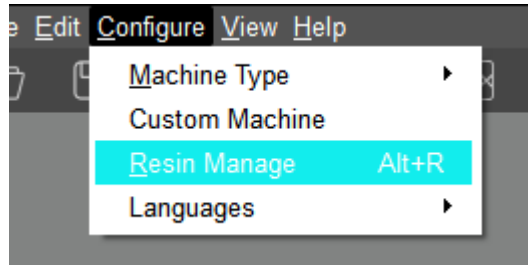 e Edit Configure View Help
Machine Type
Custom Machine
Resin Manage Alt+R
Languages